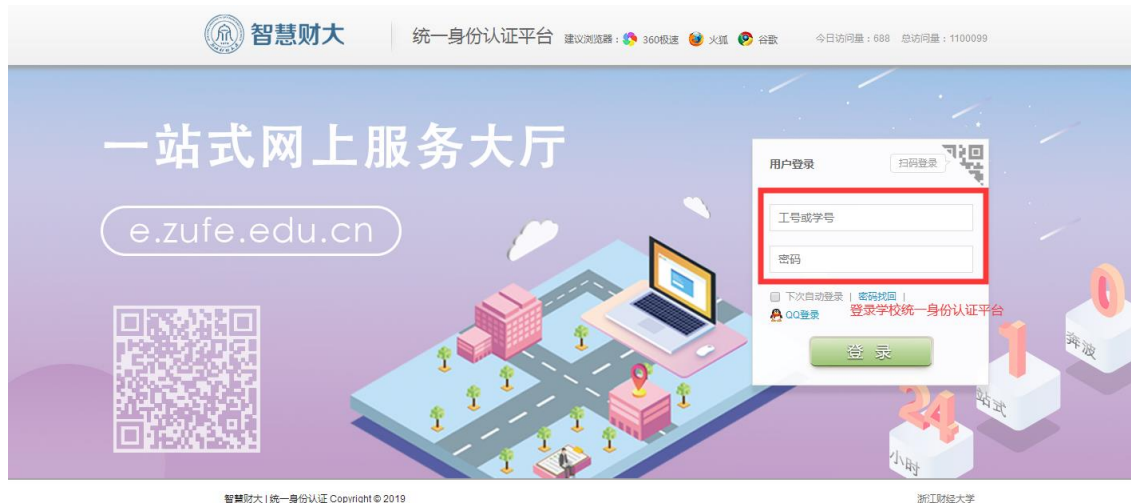 智慧财大
统一身份认证平台 建议浏览器: 360极速 火狐 谷歌 今日访问量:688 总访问量:1100099
一站式网上服务大厅
e.zufe.edu.cn
用户登录 扫码登录
工号或学号
密码
下次自动登录 | 密码找回 |
QQ登录 登录学校统一身份认证平台
登 录
0
奔波
1
站式
24
小时
智慧财大 | 统一身份认证 Copyright © 2019 浙江财经大学